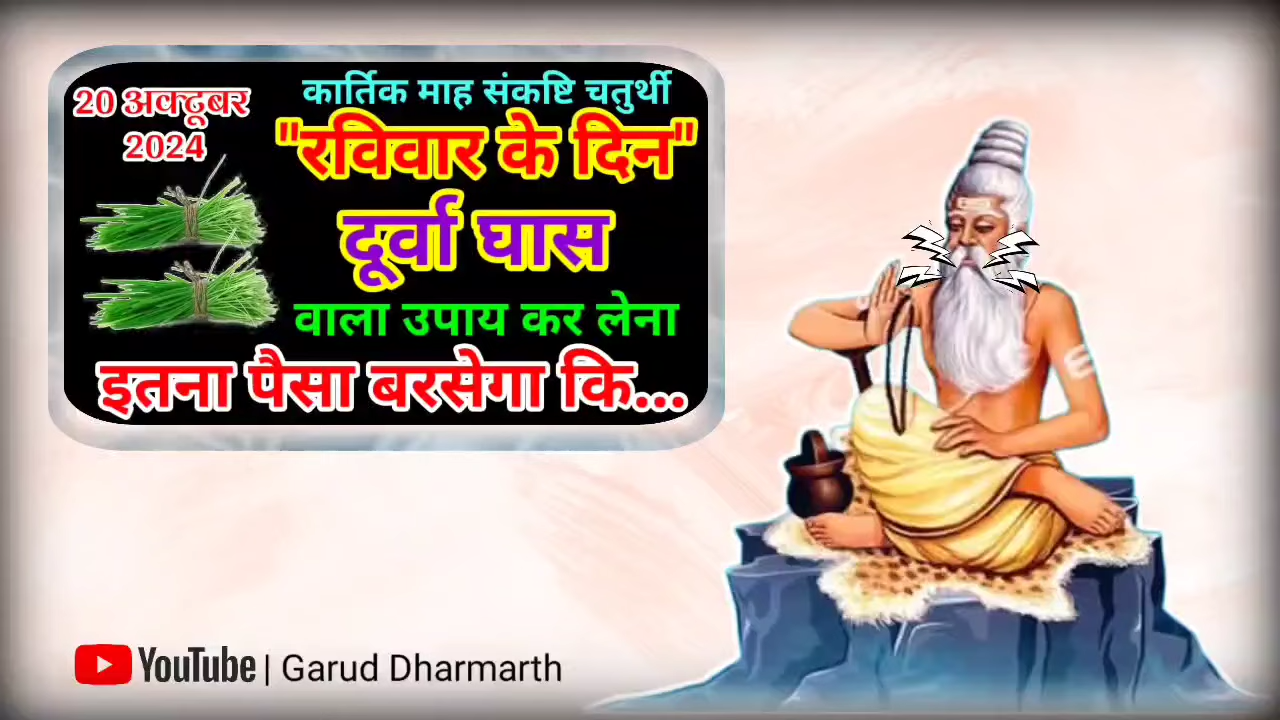 20 अक्टूबर
2024
कार्तिक माह संकष्टि चतुर्थी
"रविवार के दिन"
दूर्वा घास
वाला उपाय कर लेना
इतना पैसा बरसेगा कि...
YouTube | Garud Dharmarth